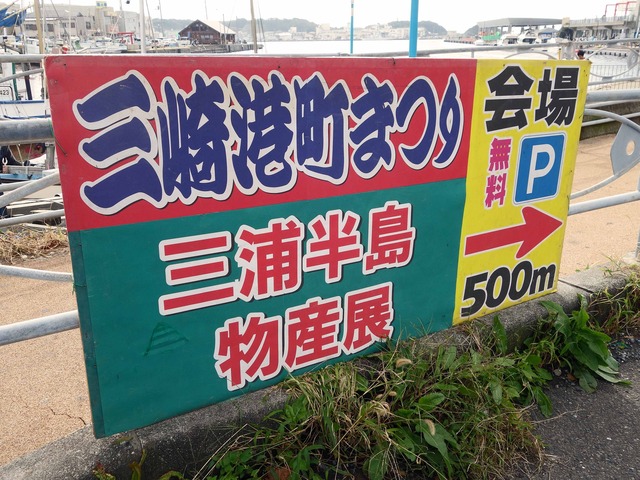 三崎港町まつり
三浦半島
物産展
会場
無料
P
500m